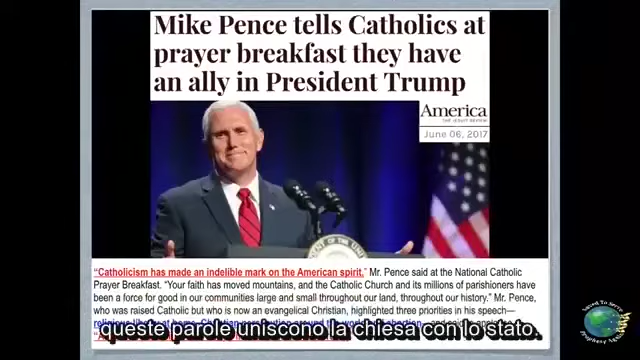 Mike Pence tells Catholics at
prayer breakfast they have
an ally in President Trump
America
THE JESUIT REVIEW
June 06, 2017
"Catholicism has made an indelible mark on the American spirit," Mr. Pence said at the National Catholic
Prayer Breakfast. "Your faith has moved mountains, and the Catholic Church and its millions of parishioners have
been a force for good in our communities large and small throughout our land, throughout our history." Mr. Pence,
who was raised Catholic but who is now an evangelical Christian, highlighted three priorities in his speech—
queste parole uniscono la chiesa con lo stato.